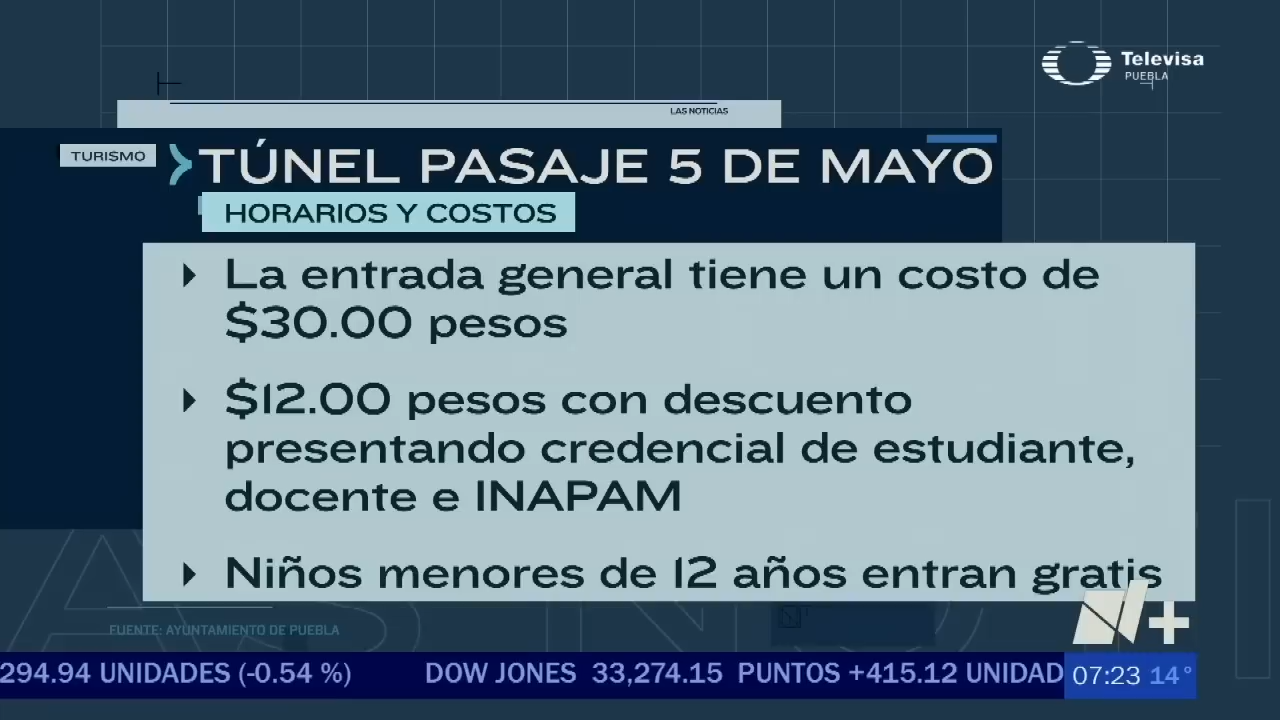 Televisa
PUEBLA
LAS NOTICIAS
TURISMO
TÚNEL PASAJE 5 DE MAYO
HORARIOS Y COSTOS
La entrada general tiene un costo de
$30.00 pesos
$12.00 pesos con descuento
presentando credencial de estudiante,
docente e INAPAM
Niños menores de 12 años entran gratis
N+
FUENTE: AYUNTAMIENTO DE PUEBLA
294.94 UNIDADES (-0.54 %) DOW JONES 33,274.15 PUNTOS +415.12 UNIDAD
07:23 14°